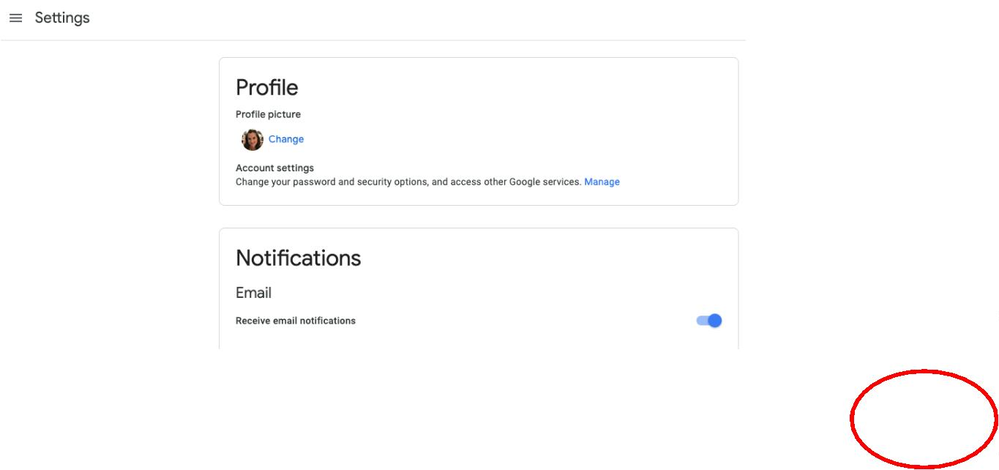 Settings
Profile
Profile picture
Change
Account settings
Change your password and security options, and access other Google services. Manage
Notifications
Email
Receive email notifications